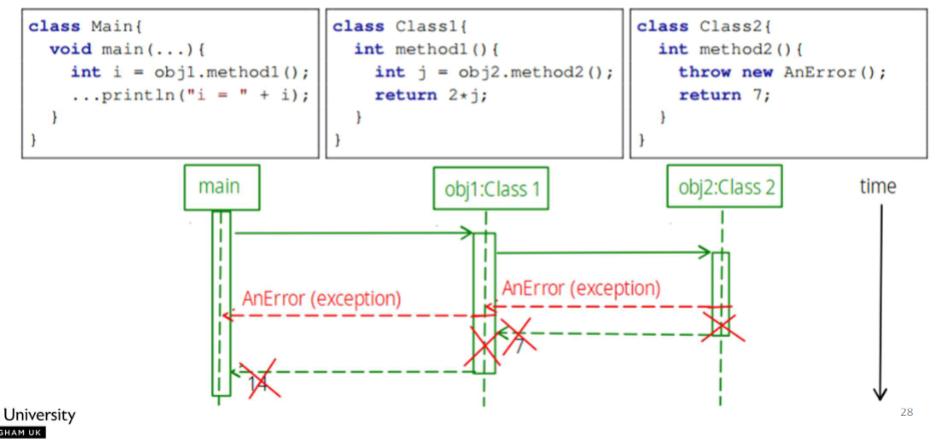 class Main{
void main(...){
int i = obj1.method1();
...println("i = " + i);
}
}
class Class1{
int method1(){
int j = obj2.method2();
return 2*j;
}
}
class Class2{
int method2(){
throw new AnError();
return 7;
}
}
main
obj1:Class 1
obj2:Class 2
time
AnError (exception)
AnError (exception)
7
14
University
GHAM UK
28